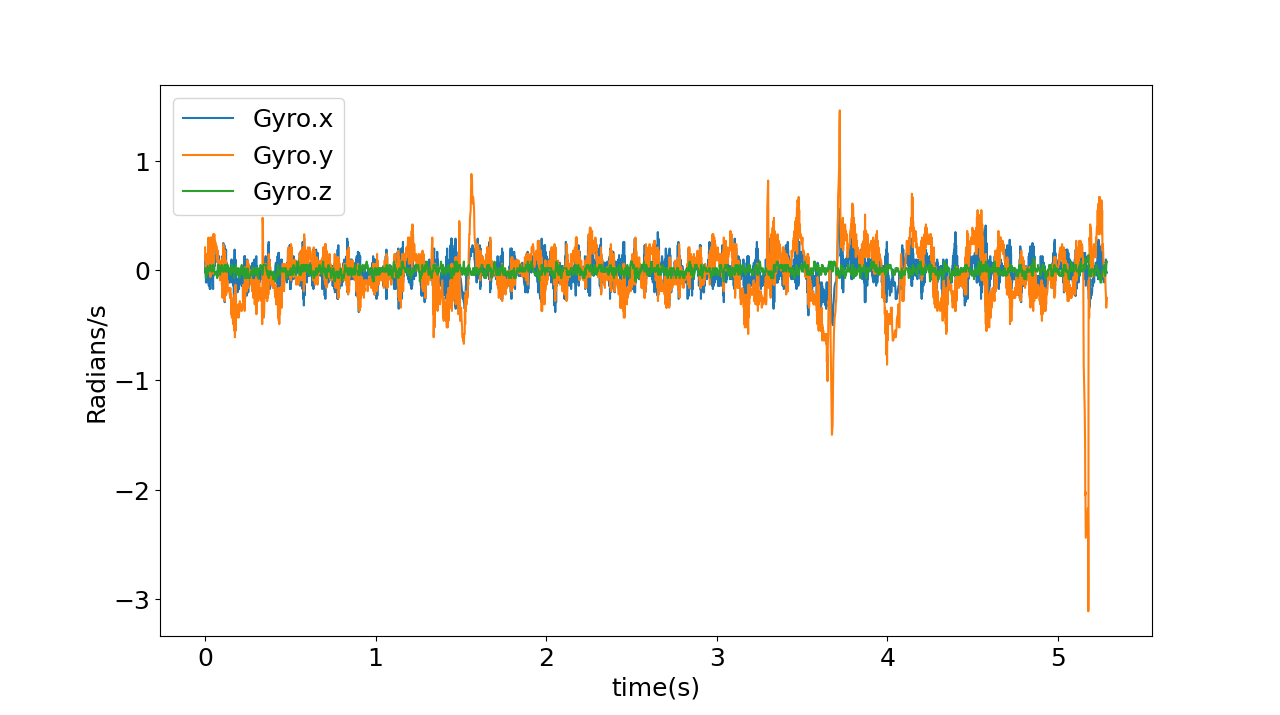 Gyro.x
Gyro.y
Gyro.z
1
0
−1
−2
−3
Radians/s
0 1 2 3 4 5
time(s)